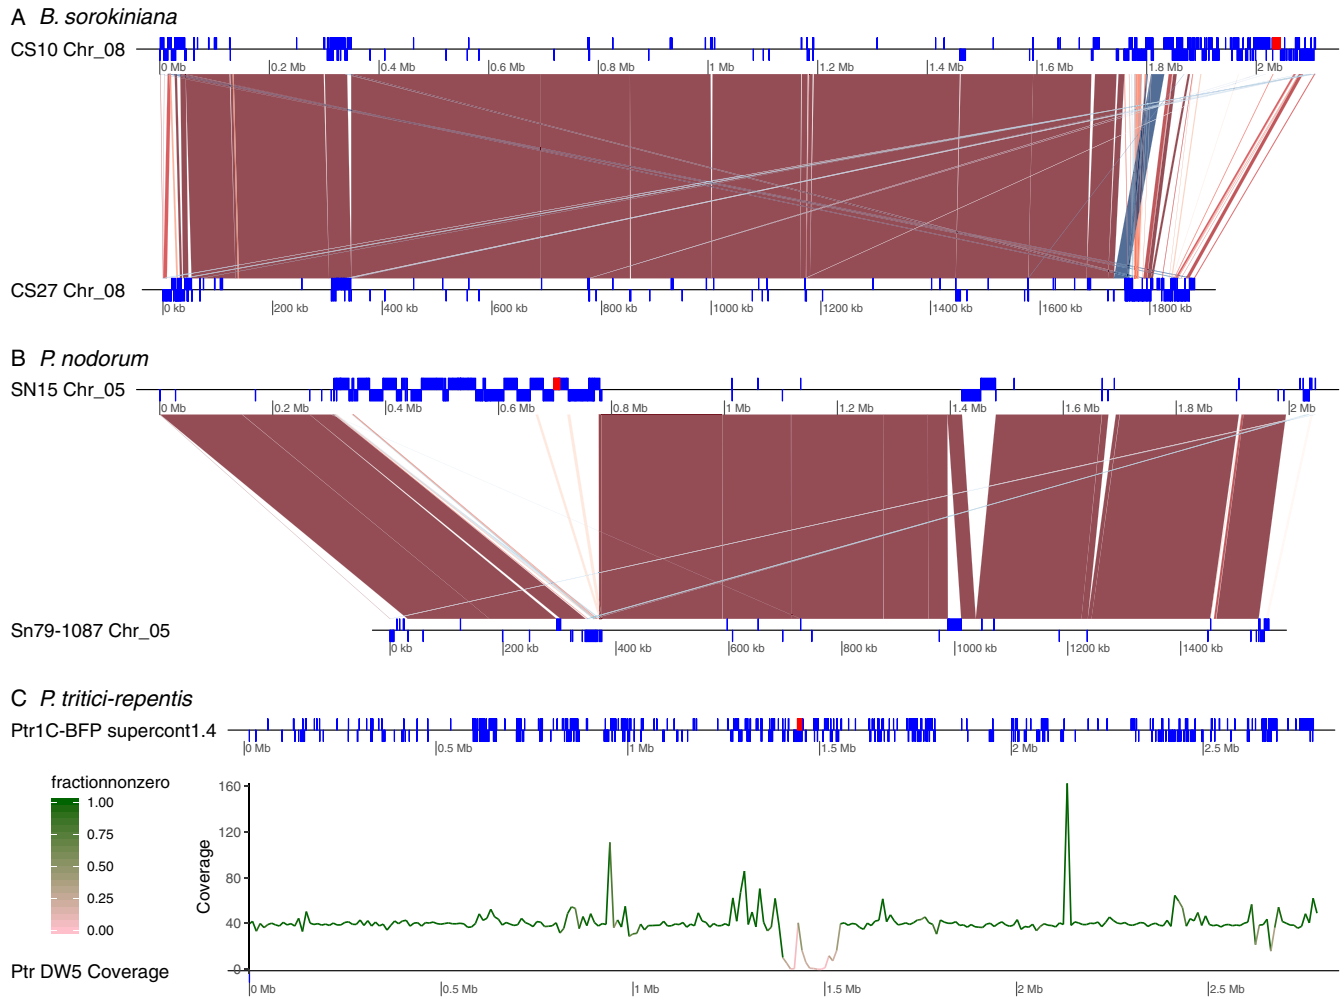 A B. sorokiniana
CS10 Chr_08
0 Mb 0.2 Mb 0.4 Mb 0.6 Mb 0.8 Mb 1 Mb 1.2 Mb 1.4 Mb 1.6 Mb 1.8 Mb 2 Mb
CS27 Chr_08
0 kb 200 kb 400 kb 600 kb 800 kb 1000 kb 1200 kb 1400 kb 1600 kb 1800 kb
B P. nodorum
SN15 Chr_05
0 Mb 0.2 Mb 0.4 Mb 0.6 Mb 0.8 Mb 1 Mb 1.2 Mb 1.4 Mb 1.6 Mb 1.8 Mb 2 Mb
Sn79-1087 Chr_05
0 kb 200 kb 400 kb 600 kb 800 kb 1000 kb 1200 kb 1400 kb
C P. tritici-repentis
Ptr1C-BFP supercont1.4
0 Mb 0.5 Mb 1 Mb 1.5 Mb 2 Mb 2.5 Mb
fractionnonzero
1.00
0.75
0.50
0.25
0.00
Coverage
160
120
80
40
0
Ptr DW5 Coverage
0 Mb 0.5 Mb 1 Mb 1.5 Mb 2 Mb 2.5 Mb